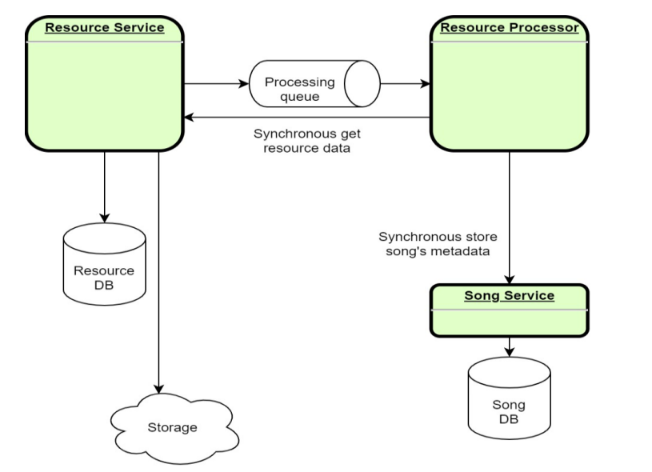 Resource Service
Resource Processor
Processing
queue
Synchronous get
resource data
Synchronous store
song's metadata
Resource
DB
Song Service
Song
DB
Storage